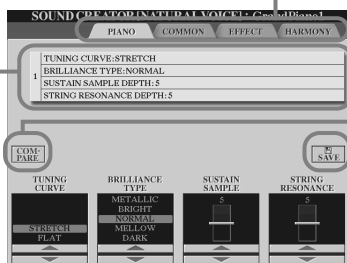 SOUND CREATOR [NATURAL VOICE] : GrandPiano1
PIANO COMMON EFFECT HARMONY
1
TUNING CURVE:STRETCH
BRILLIANCE TYPE:NORMAL
SUSTAIN SAMPLE DEPTH:5
STRING RESONANCE DEPTH:5
COM-
PARE
SAVE
TUNING
CURVE
BRILLIANCE
TYPE
SUSTAIN
SAMPLE
STRING
RESONANCE
STRETCH
FLAT
METALLIC
BRIGHT
NORMAL
MELLOW
DARK
5
5